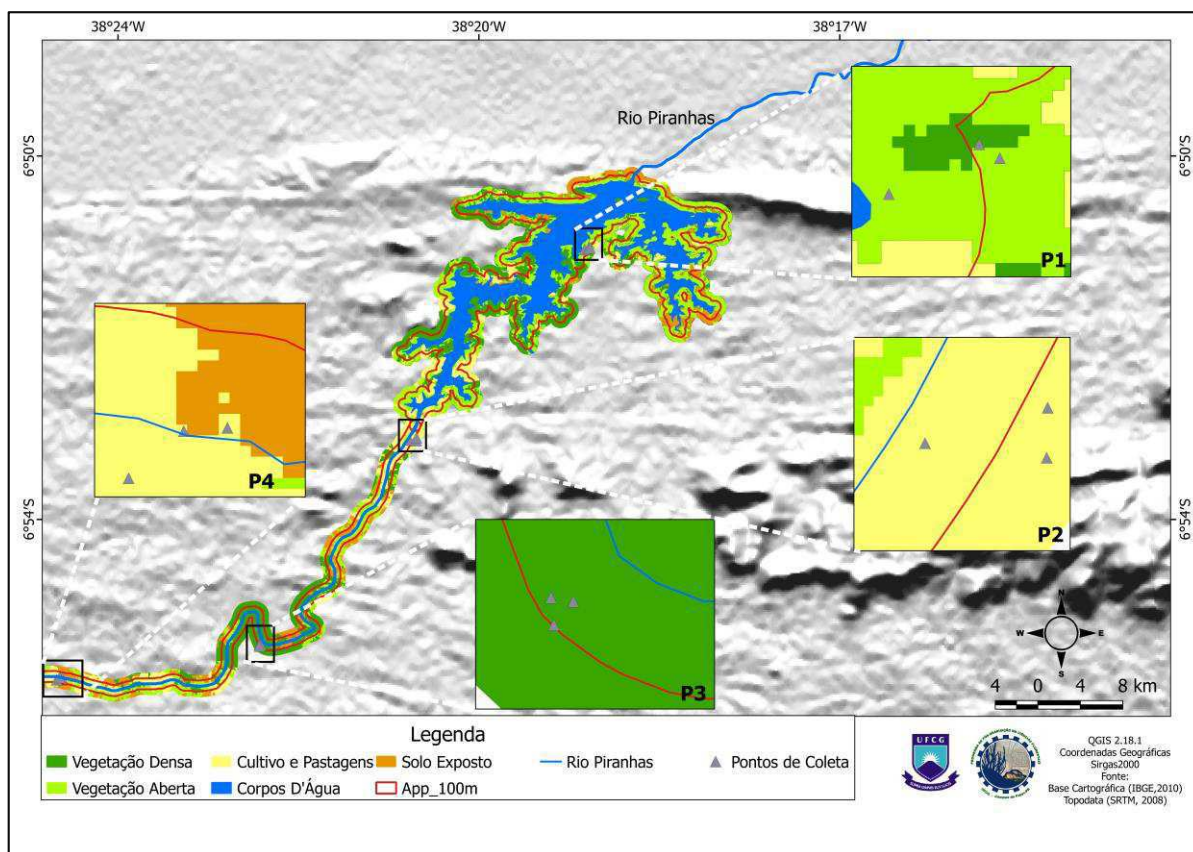 38°24'W 38°20'W 38°17'W
6°50'S 6°50'S
Rio Piranhas
P1
P4
P2
6°54'S 6°54'S
P3
N
W E
S
4 0 4 8 km
Legenda
Vegetação Densa Cultivo e Pastagens Solo Exposto Rio Piranhas Pontos de Coleta
Vegetação Aberta Corpos D'Água App_100m
UFCG
QGIS 2.18.1
Coordenadas Geográficas
Sirgas2000
Fonte:
Base Cartográfica (IBGE,2010)
Topodata (SRTM, 2008)